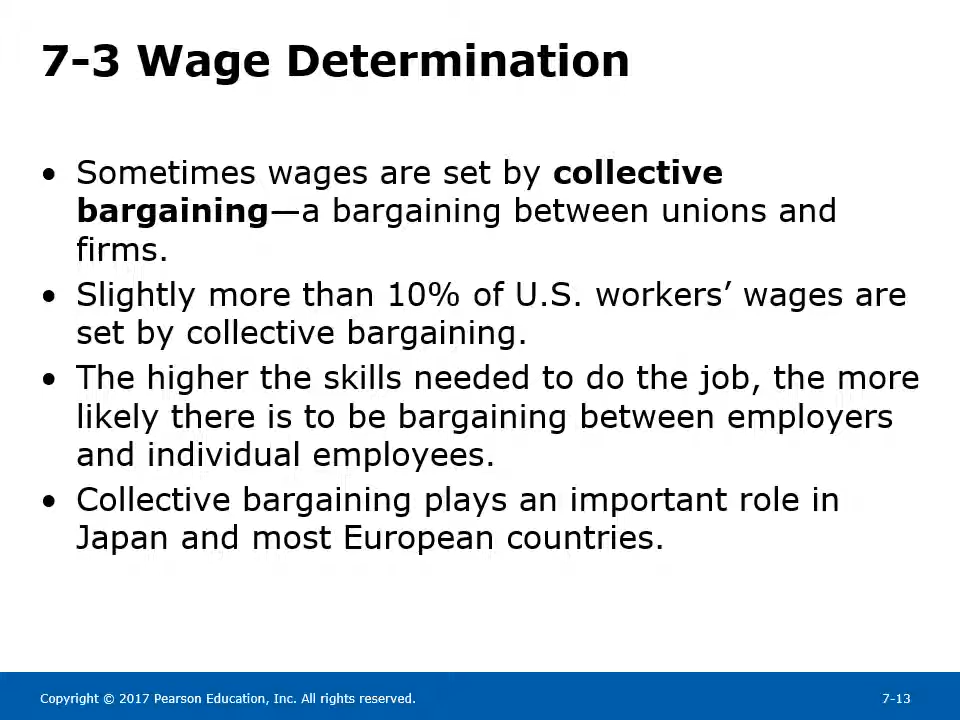 7-3 Wage Determination
• Sometimes wages are set by collective
bargaining—a bargaining between unions and
firms.
• Slightly more than 10% of U.S. workers’ wages are
set by collective bargaining.
• The higher the skills needed to do the job, the more
likely there is to be bargaining between employers
and individual employees.
• Collective bargaining plays an important role in
Japan and most European countries.
Copyright © 2017 Pearson Education, Inc. All rights reserved.
7-13